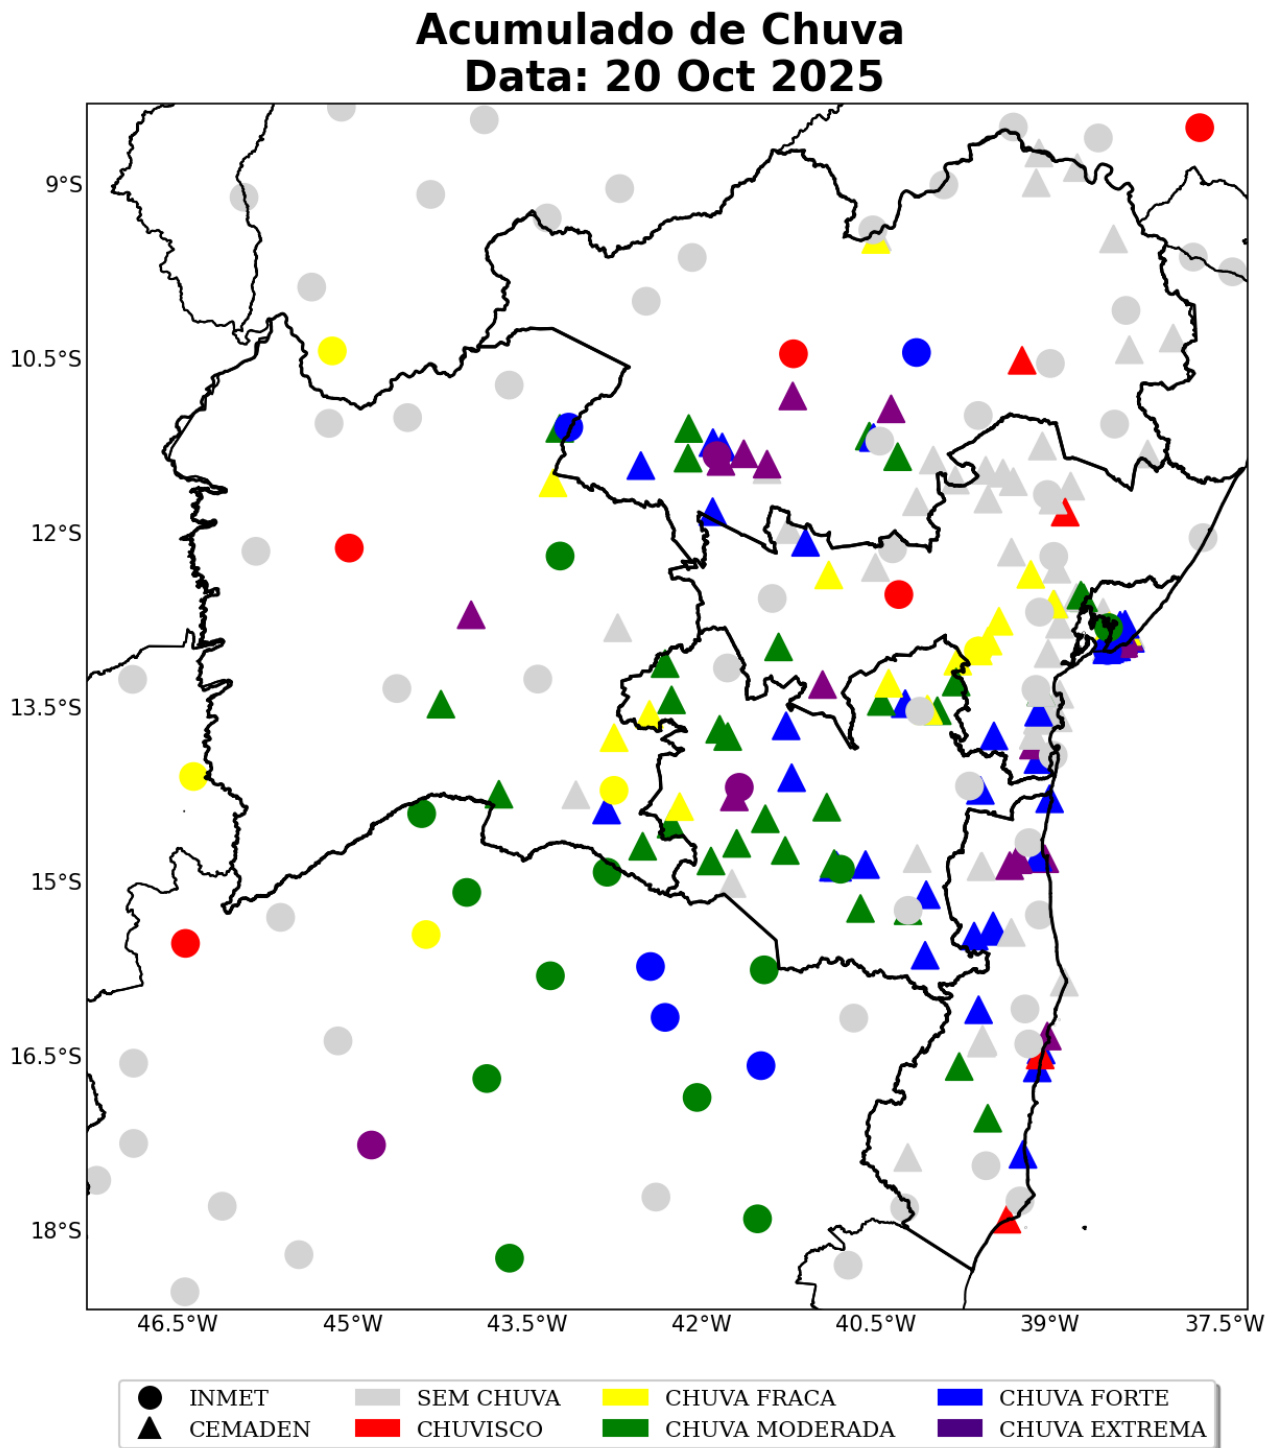 Acumulado de Chuva
Data: 20 Oct 2025
9°S
10.5°S
12°S
13.5°S
15°S
16.5°S
18°S
46.5°W 45°W 43.5°W 42°W 40.5°W 39°W 37.5°W
INMET SEM CHUVA CHUVA FRACA CHUVA FORTE
CEMADEN CHUVISCO CHUVA MODERADA CHUVA EXTREMA